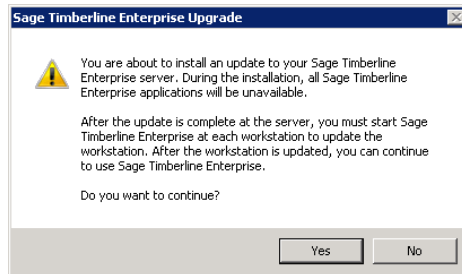 Sage Timberline Enterprise Upgrade
You are about to install an update to your Sage Timberline
Enterprise server. During the installation, all Sage Timberline
Enterprise applications will be unavailable.
After the update is complete at the server, you must start Sage
Timberline Enterprise at each workstation to update the
workstation. After the workstation is updated, you can continue
to use Sage Timberline Enterprise.
Do you want to continue?
Yes No